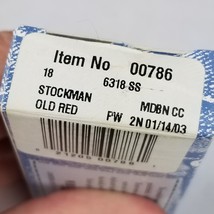 Item No 00786
18 6318-SS
STOCKMAN MDBN CC
OLD RED PW 2N 01/14/03